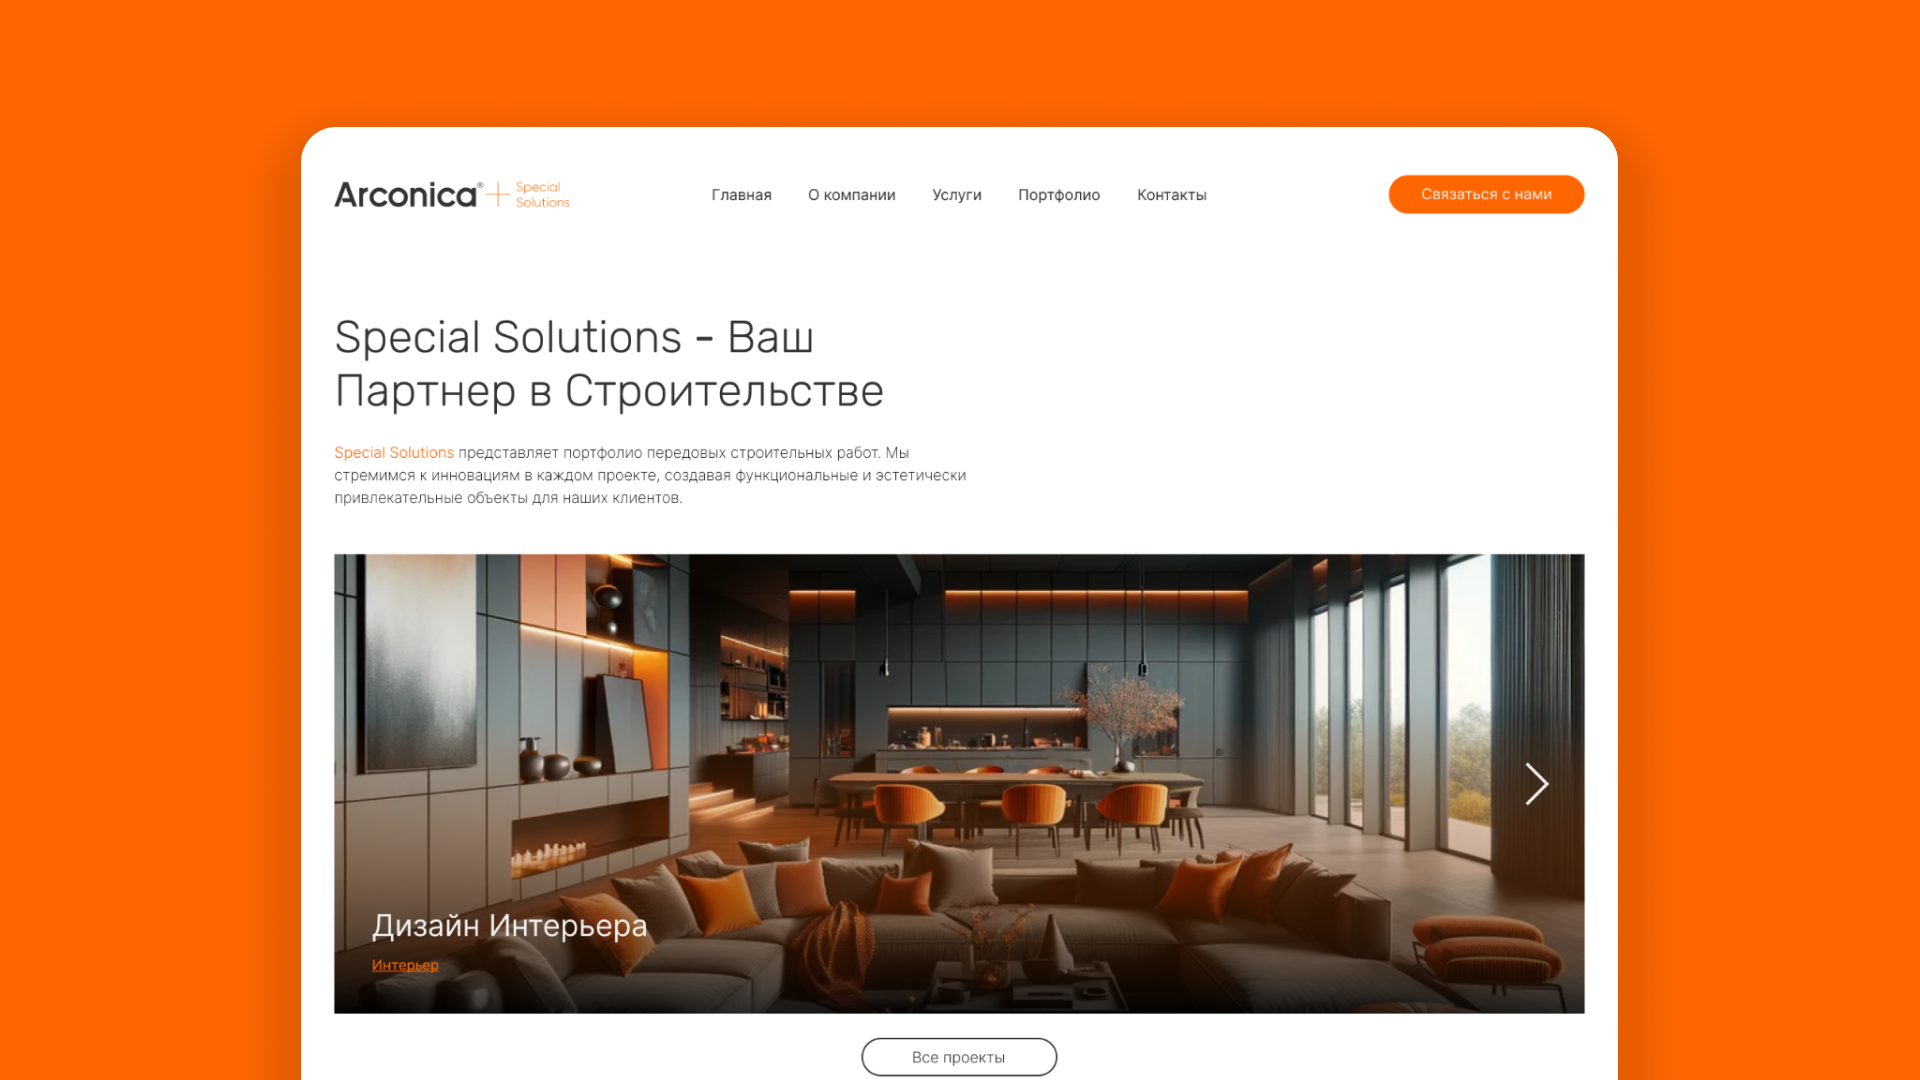 Arconica® Special
Solutions
Главная О компании Услуги Портфолио Контакты
Связаться с нами
Special Solutions - Ваш
Партнер в Строительстве
Special Solutions представляет портфолио передовых строительных работ. Мы
стремимся к инновациям в каждом проекте, создавая функциональные и эстетически
привлекательные объекты для наших клиентов.
Дизайн Интерьера
Интерьер
Все проекты